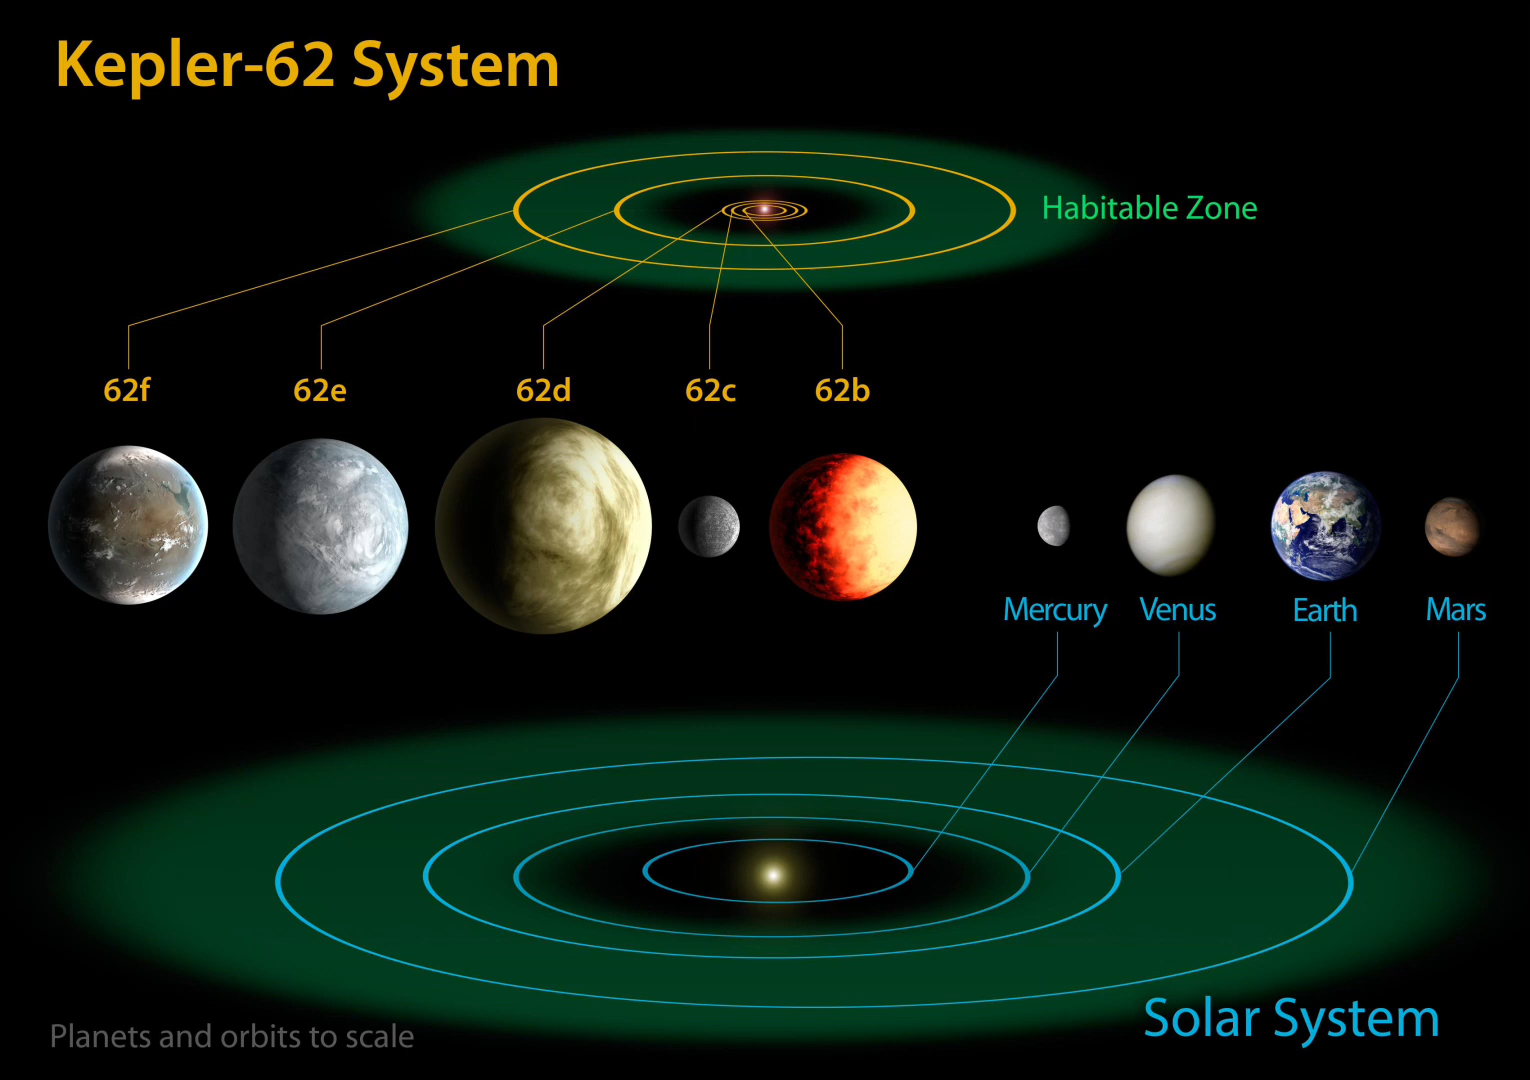 Kepler-62 System
Habitable Zone
62f
62e
62d
62c
62b
Mercury
Venus
Earth
Mars
Solar System
Planets and orbits to scale